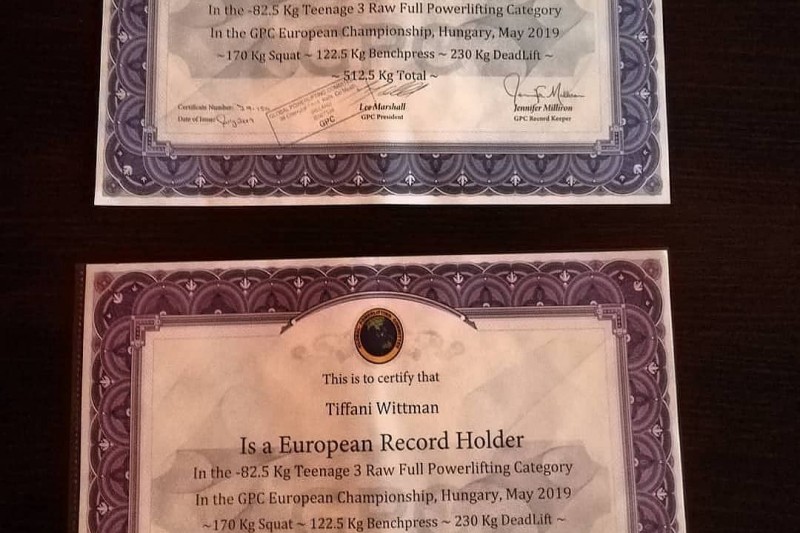 In the -82.5 Kg Teenage 3 Raw Full Powerlifting Category
In the GPC European Championship, Hungary, May 2019
~170 Kg Squat ~ 122.5 Kg Benchpress ~ 230 Kg DeadLift ~
~ 512.5 Kg Total ~
Certificate Number:
Lee Marshall
Jennifer Milliron
Date of Issue:
GPC President
GPC Record Keeper
GPC
This is to certify that
Tiffani Wittman
Is a European Record Holder
In the -82.5 Kg Teenage 3 Raw Full Powerlifting Category
In the GPC European Championship, Hungary, May 2019
~170 Kg Squat ~ 122.5 Kg Benchpress ~ 230 Kg DeadLift ~